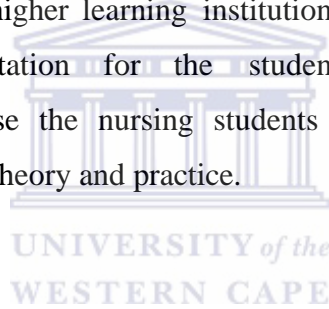 higher learning institution
tation for the studen
se the nursing students
heory and practice.
UNIVERSITY of the
WESTERN CAPE